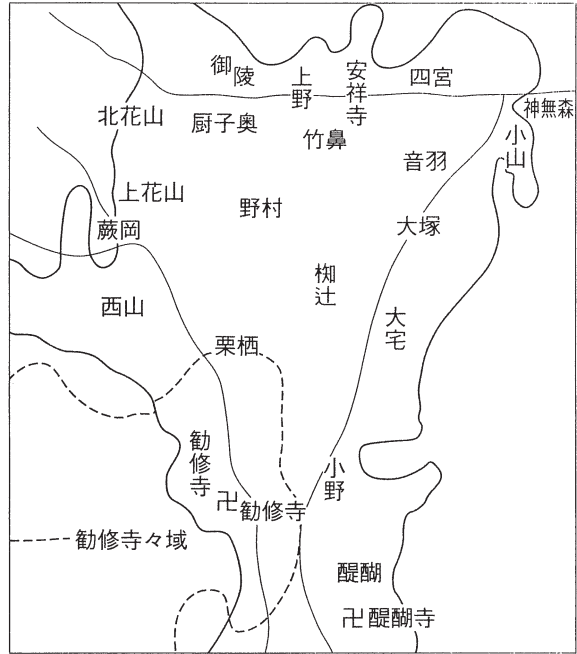 御陵
上野
安祥寺
四宮
神無森
北花山
厨子奥
竹鼻
小山
音羽
上花山
野村
大塚
蕨岡
椥辻
西山
大宅
栗栖
勧修寺
小野
卍勧修寺
勧修寺々域
醍醐
卍醍醐寺